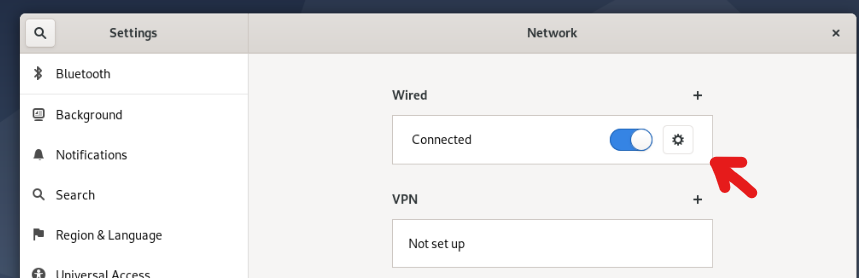 Settings
Network
Bluetooth
Background
Notifications
Search
Region & Language
Universal Access
Wired
Connected
VPN
Not set up